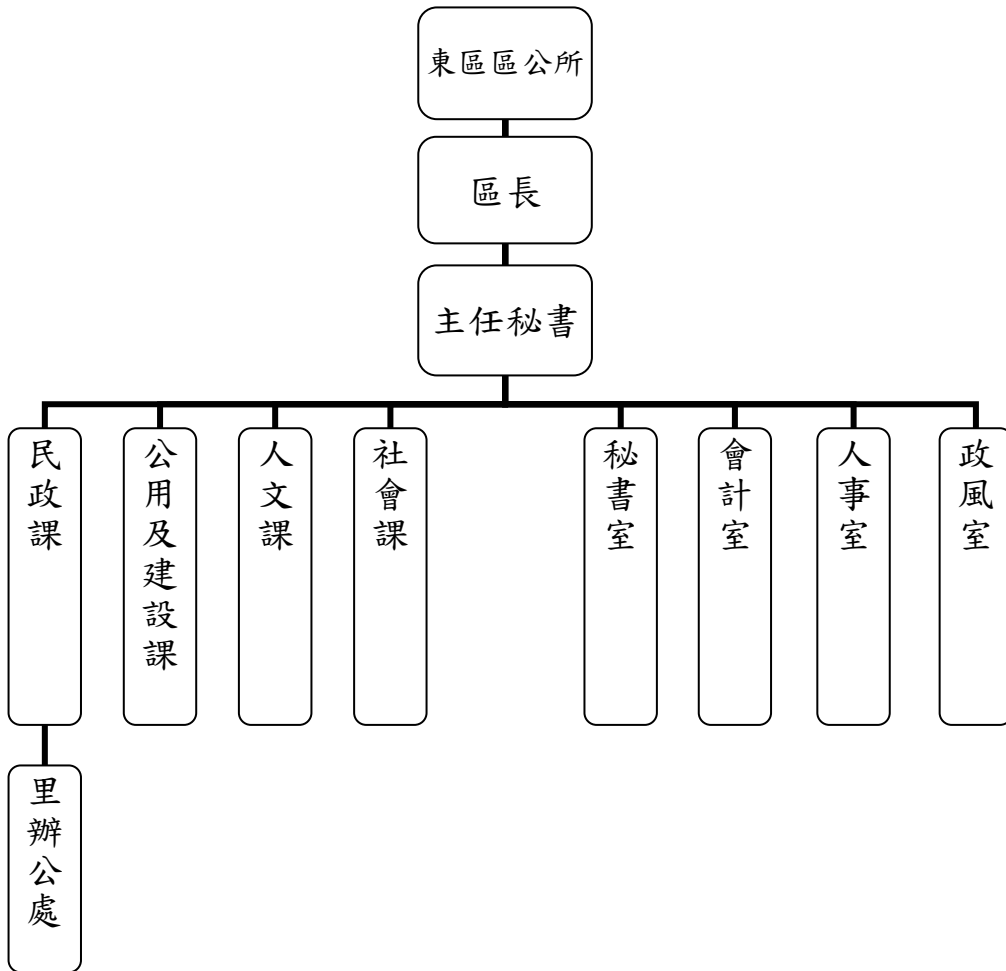 東區區公所
區長
主任秘書
民政課
公用及建設課
人文課
社會課
秘書室
會計室
人事室
政風室
里辦公處